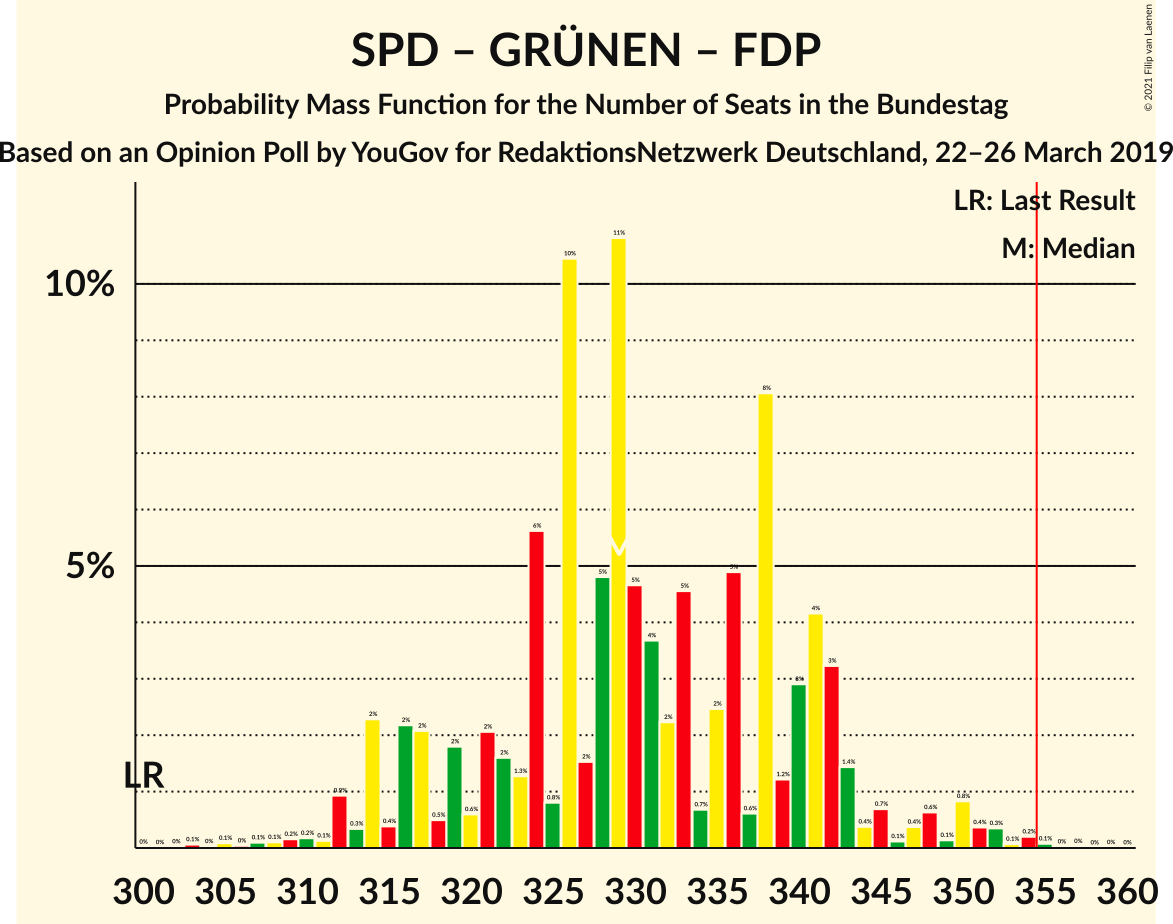 SPD – GRÜNEN – FDP
Probability Mass Function for the Number of Seats in the Bundestag
Based on an Opinion Poll by YouGov for RedaktionsNetzwerk Deutschland, 22–26 March 2019
© 2021 Filip van Laenen
LR: Last Result
M: Median
10%
5%
LR
M
0% 0% 0% 0.1% 0% 0.1% 0% 0.1% 0.1% 0.2% 0.2% 0.1% 0.9% 0.3% 2% 0.4% 2% 2% 0.5% 2% 0.6% 2% 2% 1.3% 6% 0.8% 10% 2% 5% 11% 5% 4% 2% 5% 0.7% 2% 5% 0.6% 8% 1.2% 3% 4% 3% 1.4% 0.4% 0.7% 0.1% 0.4% 0.6% 0.1% 0.8% 0.4% 0.3% 0.1% 0.2% 0.1% 0% 0% 0% 0% 0%
300 305 310 315 320 325 330 335 340 345 350 355 360